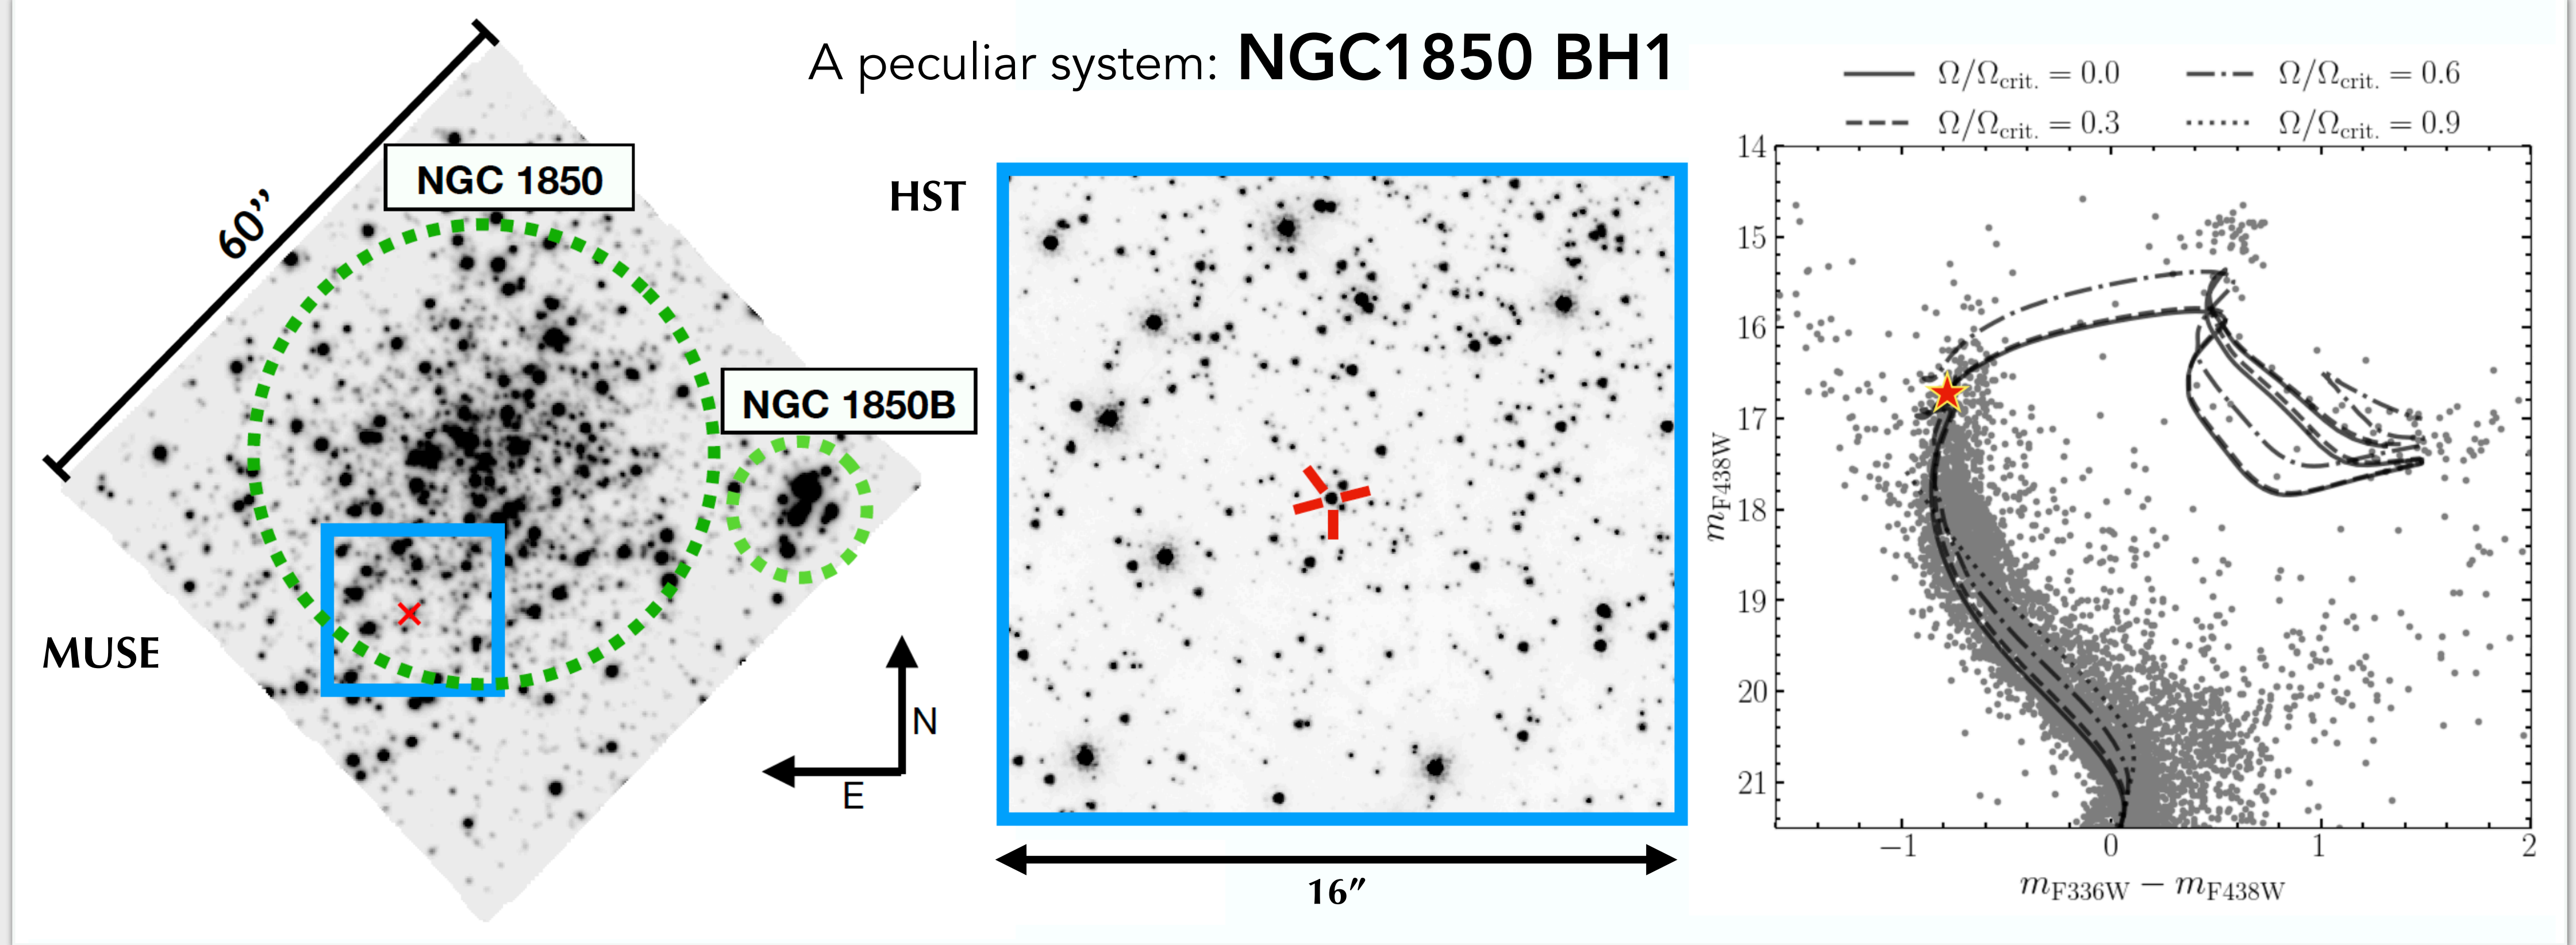 A peculiar system: NGC1850 BH1
60”
NGC 1850
NGC 1850B
MUSE
N
E
HST
16”
Ω/Ωcrit. = 0.0
Ω/Ωcrit. = 0.6
Ω/Ωcrit. = 0.3
Ω/Ωcrit. = 0.9
14
15
16
17
18
19
20
21
mF438W
−1
0
1
2
mF336W − mF438W